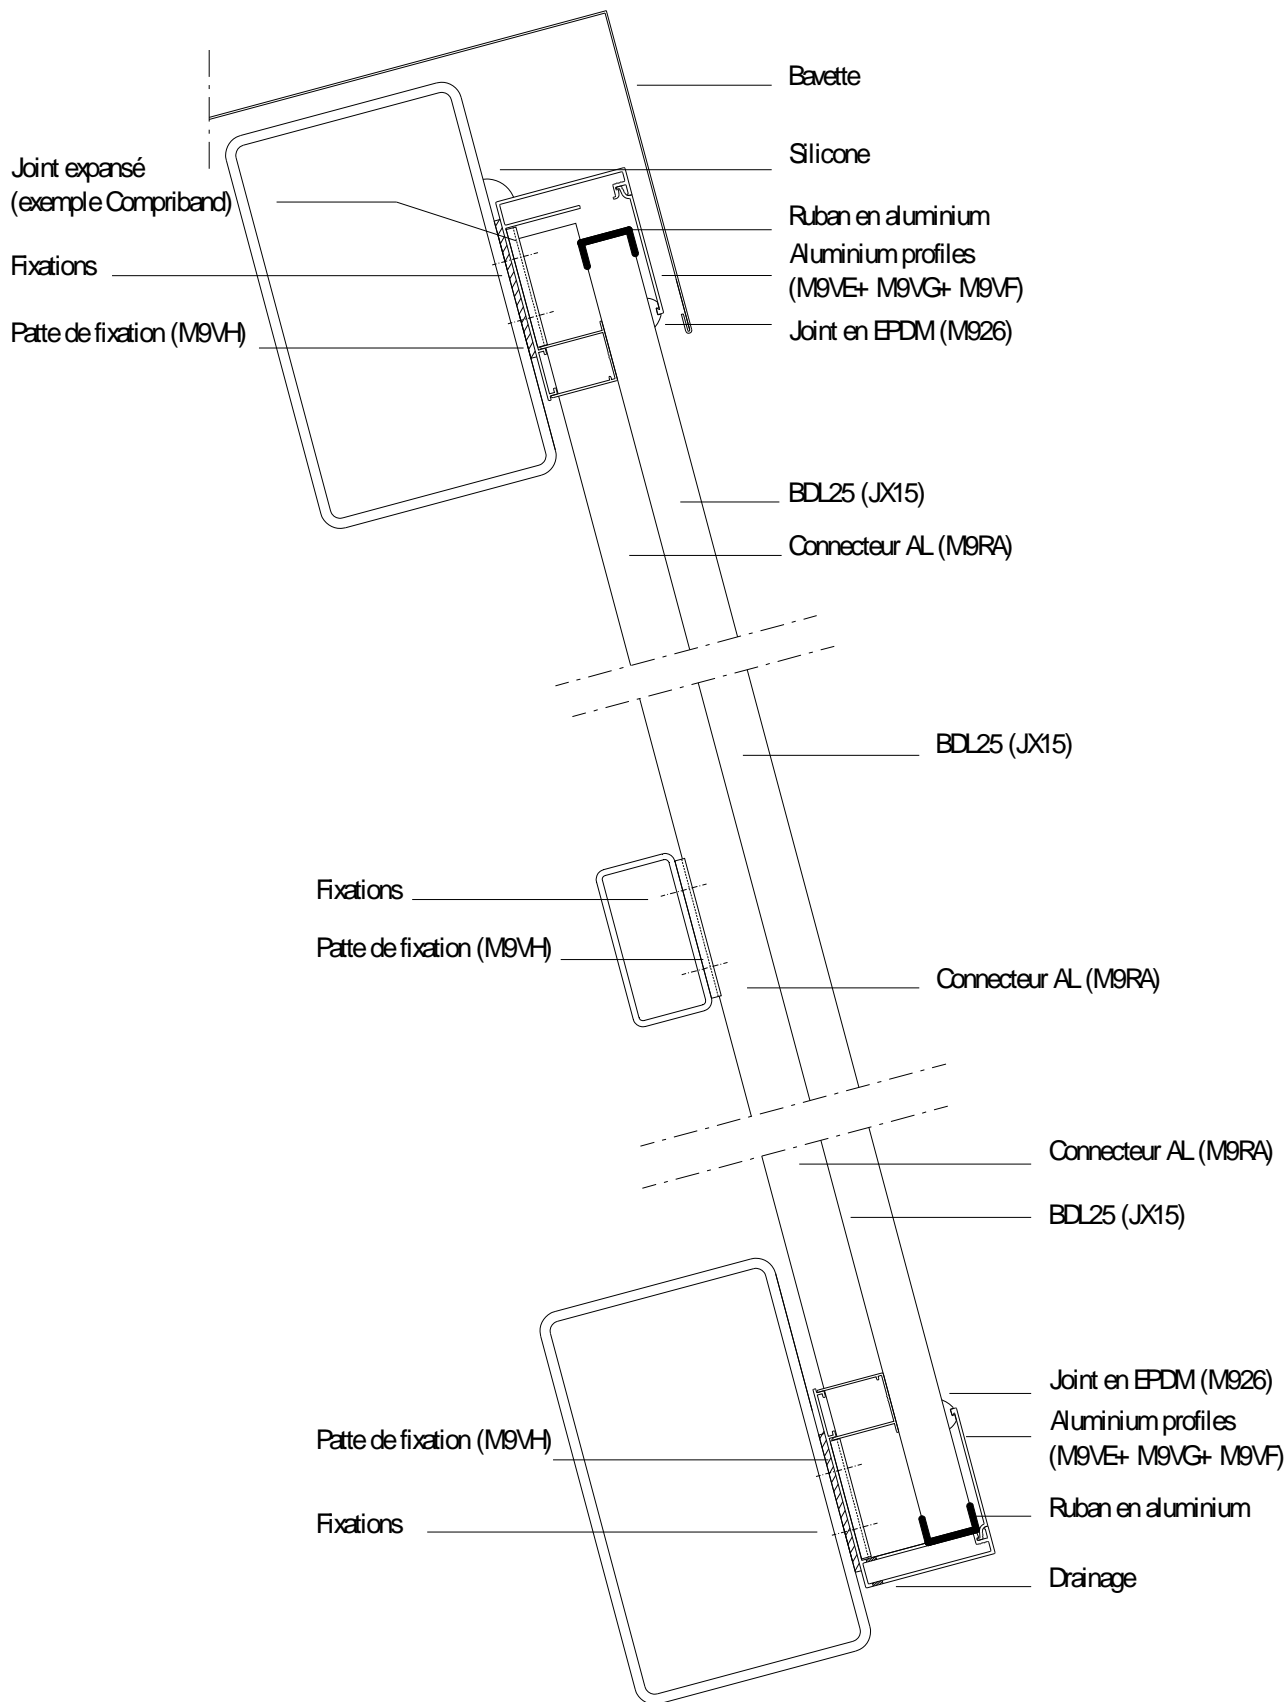 Bavette
Silicone
Joint expansé
(exemple Compriband)
Ruban en aluminium
Aluminium profiles
(M9VE+ M9VG+ M9VF)
Fixations
Patte de fixation (M9VH)
Joint en EPDM (M926)
BDL25 (JX15)
Connecteur AL (M9RA)
BDL25 (JX15)
Fixations
Patte de fixation (M9VH)
Connecteur AL (M9RA)
Connecteur AL (M9RA)
BDL25 (JX15)
Joint en EPDM (M926)
Aluminium profiles
(M9VE+ M9VG+ M9VF)
Patte de fixation (M9VH)
Ruban en aluminium
Fixations
Drainage